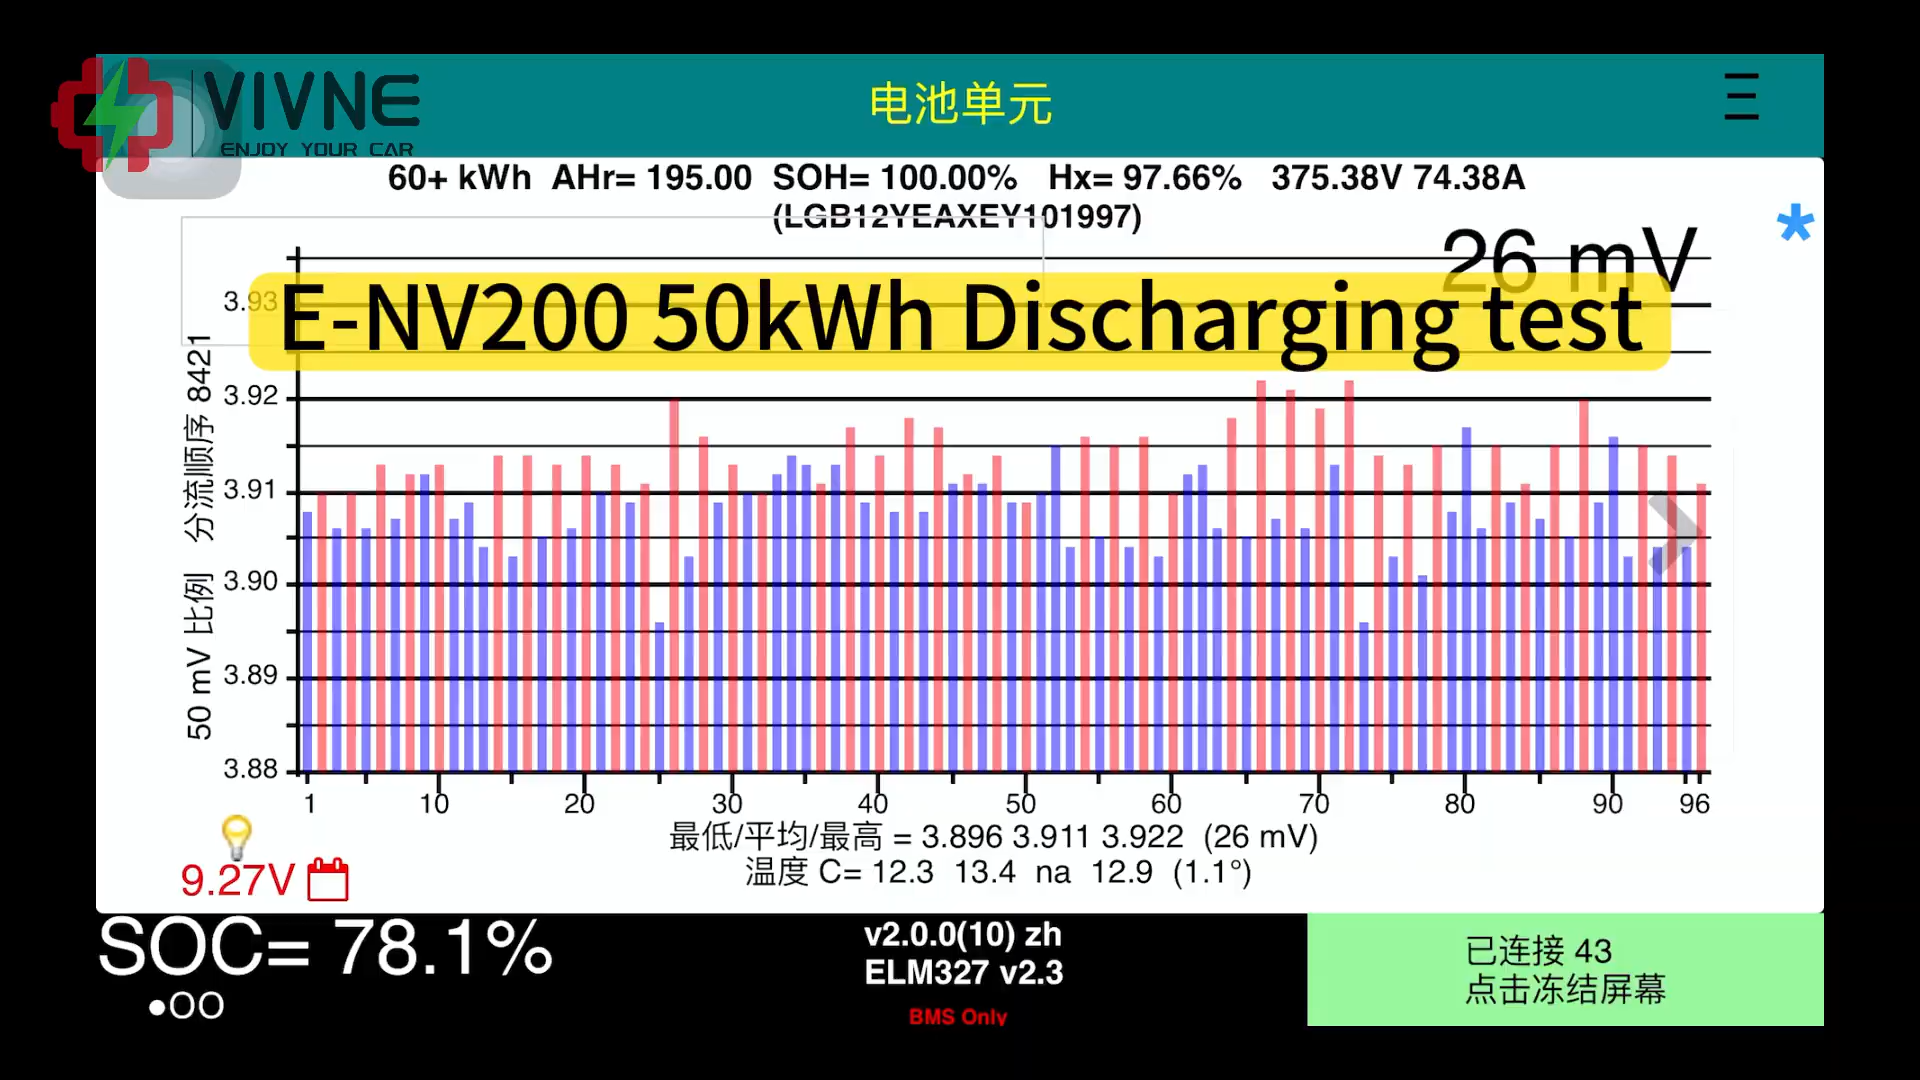 VIVNE
ENJOY YOUR CAR
电池单元
60+ kWh AHr= 195.00 SOH= 100.00% Hx= 97.66% 375.38V 74.38A
(LGB12YEAXEY101997)
26 mV
E-NV200 50kWh Discharging test
50 mV 比例 分流顺序 8421
3.93
3.92
3.91
3.90
3.89
3.88
1 10 20 30 40 50 60 70 80 90 96
最低/平均/最高 = 3.896 3.911 3.922 (26 mV)
温度 C= 12.3 13.4 na 12.9 (1.1°)
9.27V
SOC= 78.1%
v2.0.0(10) zh
ELM327 v2.3
BMS Only
已连接 43
点击冻结屏幕